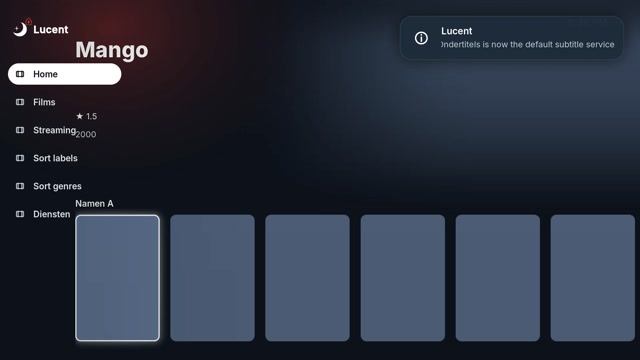 Lucent
Mango
Lucent
Ondertitels is now the default subtitle service
Home
Films
★ 1.5
Streaming
2000
Sort labels
Sort genres
Namen A
Diensten